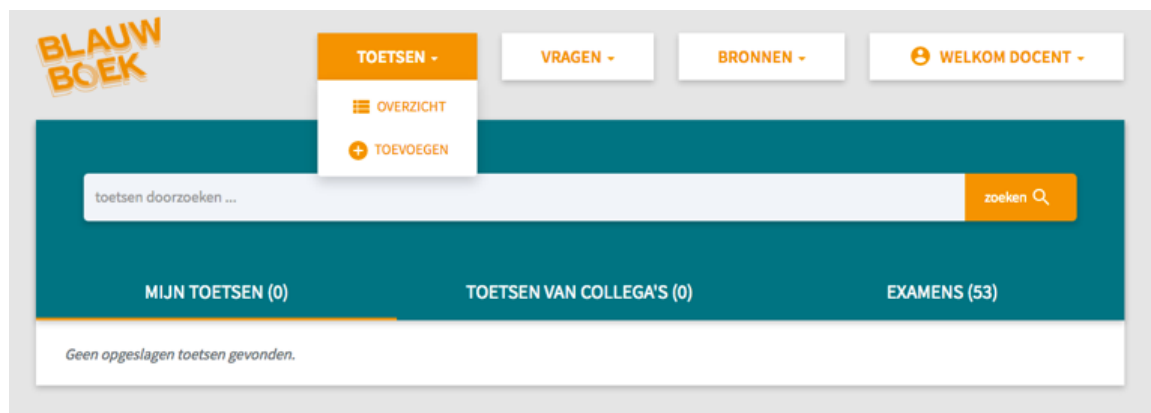 BLAUW
BOEK
TOETSEN
VRAGEN
BRONNEN
WELKOM DOCENT
OVERZICHT
TOEVOEGEN
toetsen doorzoeken ...
zoeken
MIJN TOETSEN (0)
TOETSEN VAN COLLEGA'S (0)
EXAMENS (53)
Geen opgeslagen toetsen gevonden.